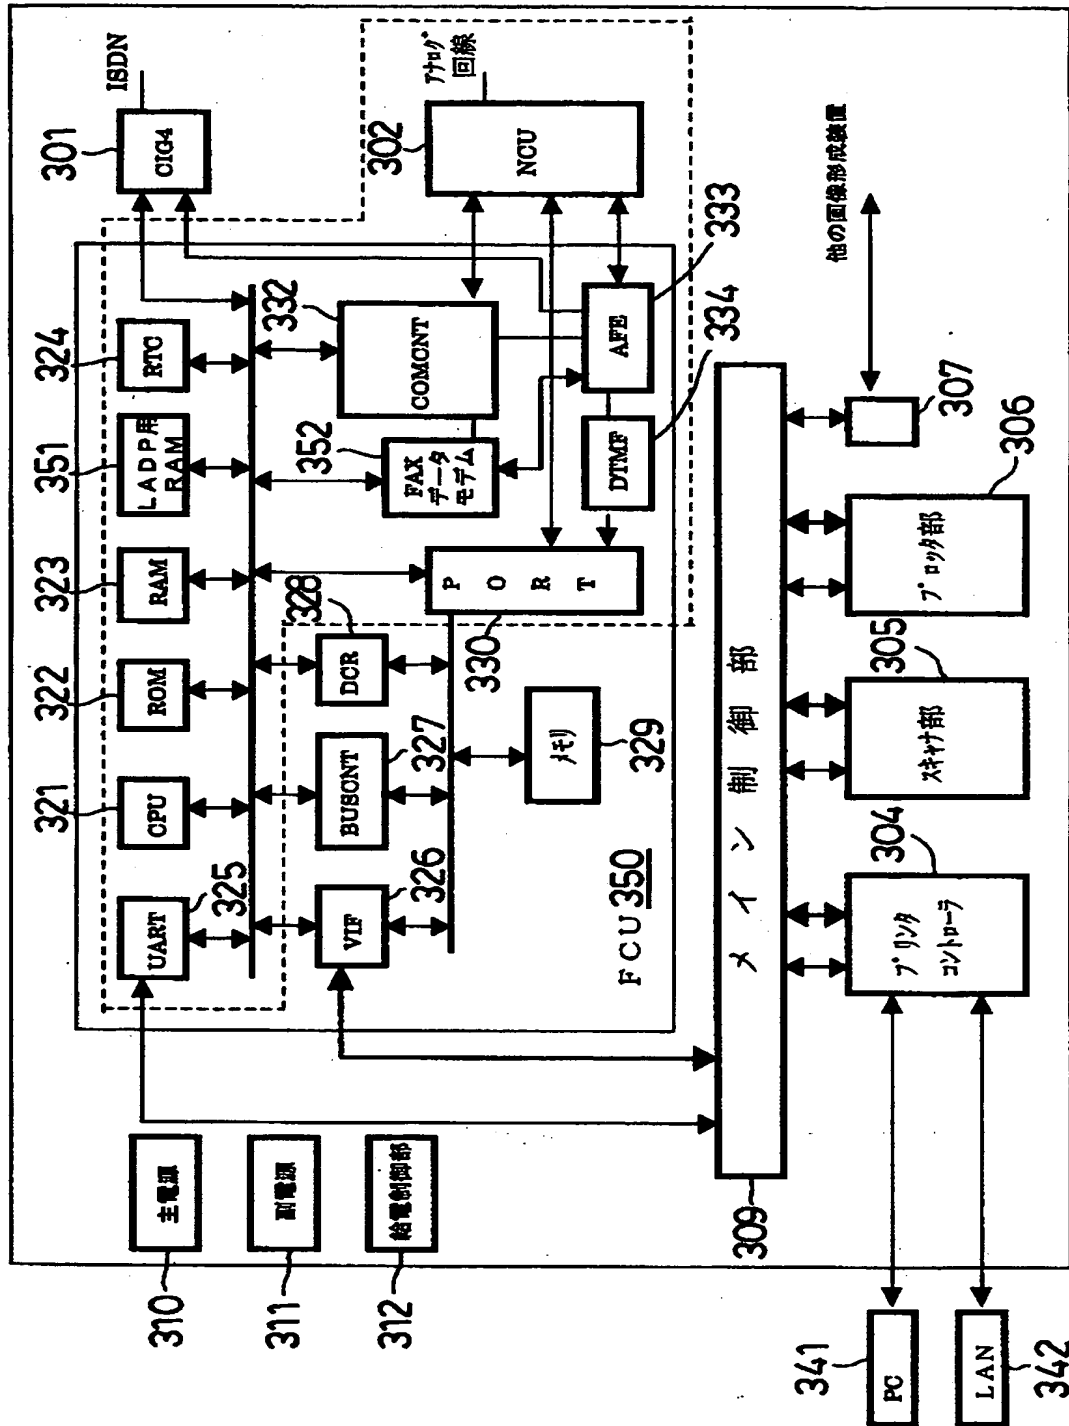 310
主電源
311
副電源
312
給電制御部
325
UART
321
CPU
322
ROM
323
RAM
351
LADP用
RAM
324
RTC
301
CIG4
ISDN
326
VIF
327
BUSCNT
328
DCR
352
FAX
データ
モデム
332
COMCNT
302
NCU
ｱﾅﾛｸﾞ
回線
329
メモリ
330
PORT
334
DTMF
333
AFE
FCU 350
309
メイン制御部
341
PC
342
LAN
304
ﾌﾟﾘﾝﾀ
ｺﾝﾄﾛｰﾗ
305
ｽｷｬﾅ部
306
ﾌﾟﾛｯﾀ部
307
他の画像形成装置